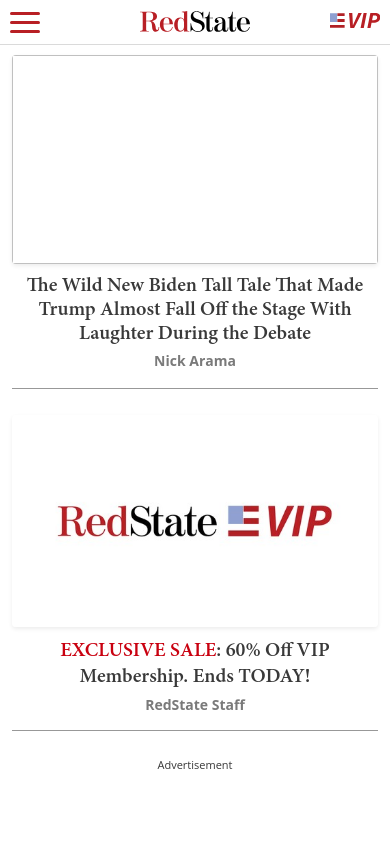 RedState
VIP
The Wild New Biden Tall Tale That Made
Trump Almost Fall Off the Stage With
Laughter During the Debate
Nick Arama
RedState VIP
EXCLUSIVE SALE: 60% Off VIP
Membership. Ends TODAY!
RedState Staff
Advertisement